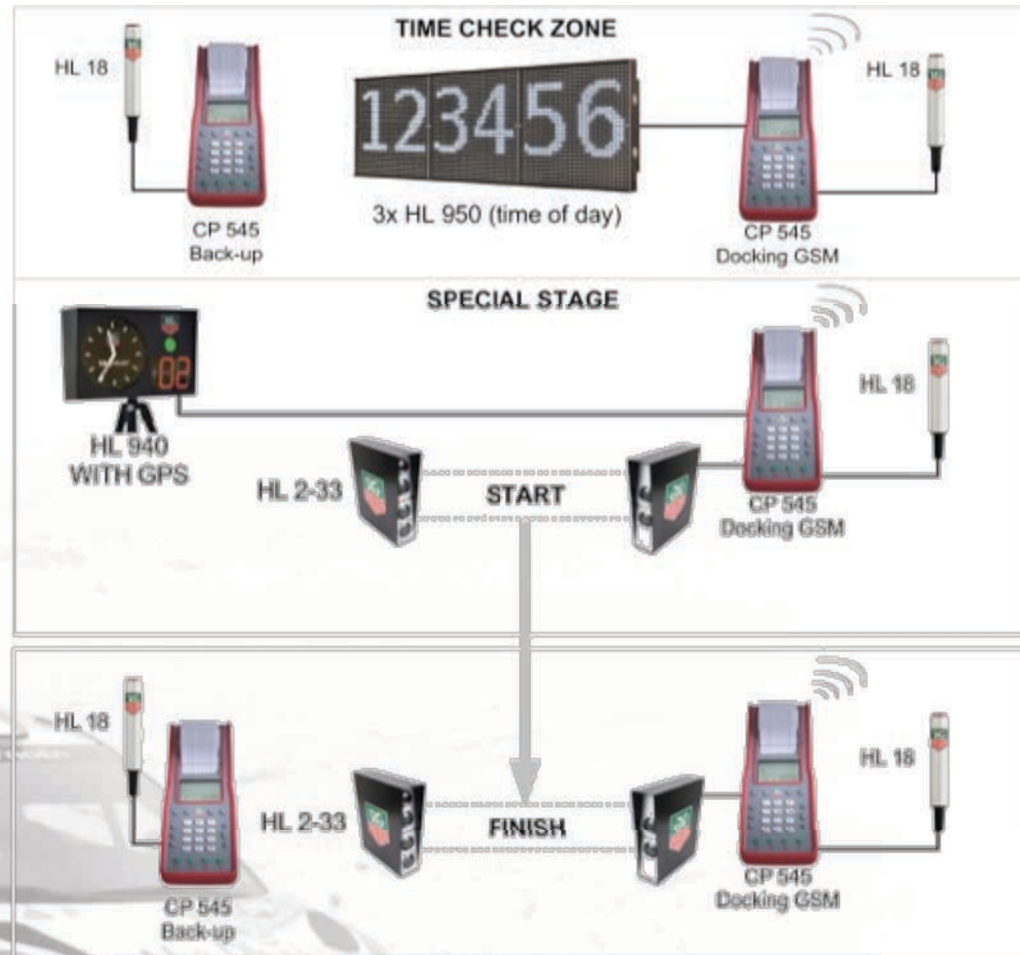 TIME CHECK ZONE
HL 18
HL 18
123456
3x HL 950 (time of day)
CP 545
Back-up
CP 545
Docking GSM
SPECIAL STAGE
02
HL 18
HL 940
WITH GPS
HL 2-33
START
CP 545
Docking GSM
HL 18
HL 18
HL 2-33
FINISH
CP 545
Docking GSM
CP 545
Back-up